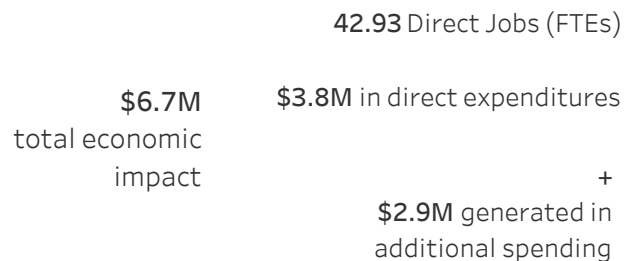 42.93 Direct Jobs (FTEs)
$6.7M
total economic
impact
$3.8M in direct expenditures
+
$2.9M generated in
additional spending